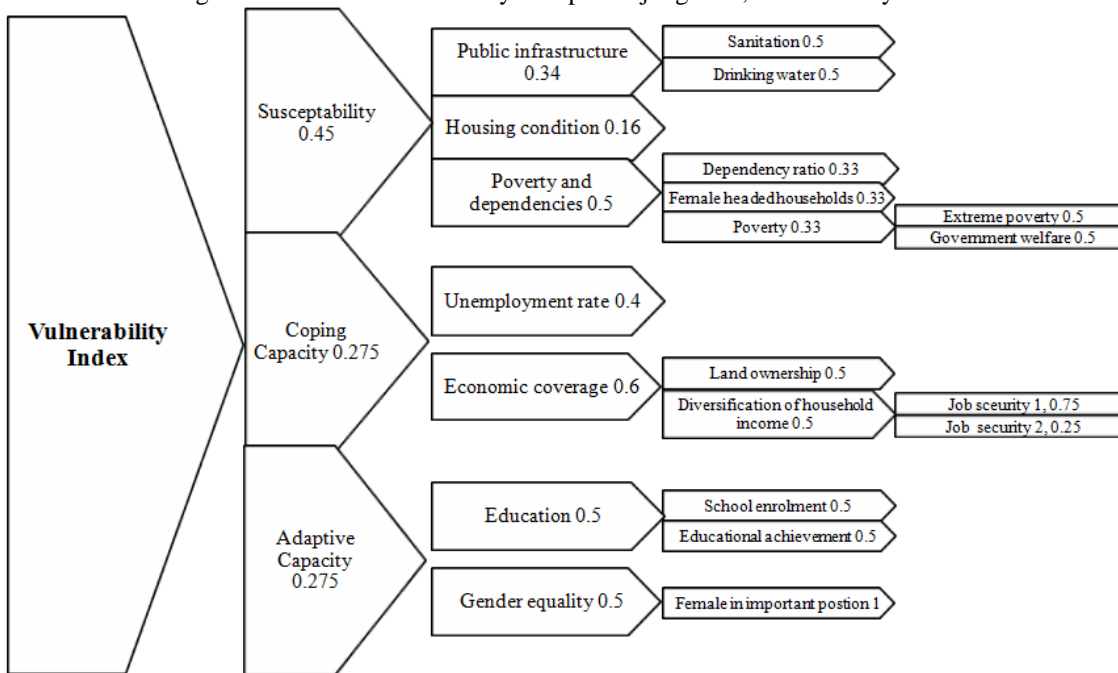 Vulnerability
Index
Susceptability
0.45
Public infrastructure
0.34
Sanitation 0.5
Drinking water 0.5
Housing condition 0.16
Poverty and
dependencies 0.5
Dependency ratio 0.33
Female headed households 0.33
Poverty 0.33
Extreme poverty 0.5
Government welfare 0.5
Coping
Capacity 0.275
Unemployment rate 0.4
Economic coverage 0.6
Land ownership 0.5
Diversification of household
income 0.5
Job sceurity 1, 0.75
Job security 2, 0.25
Adaptive
Capacity
0.275
Education 0.5
School enrolment 0.5
Educational achievement 0.5
Gender equality 0.5
Female in important postion 1